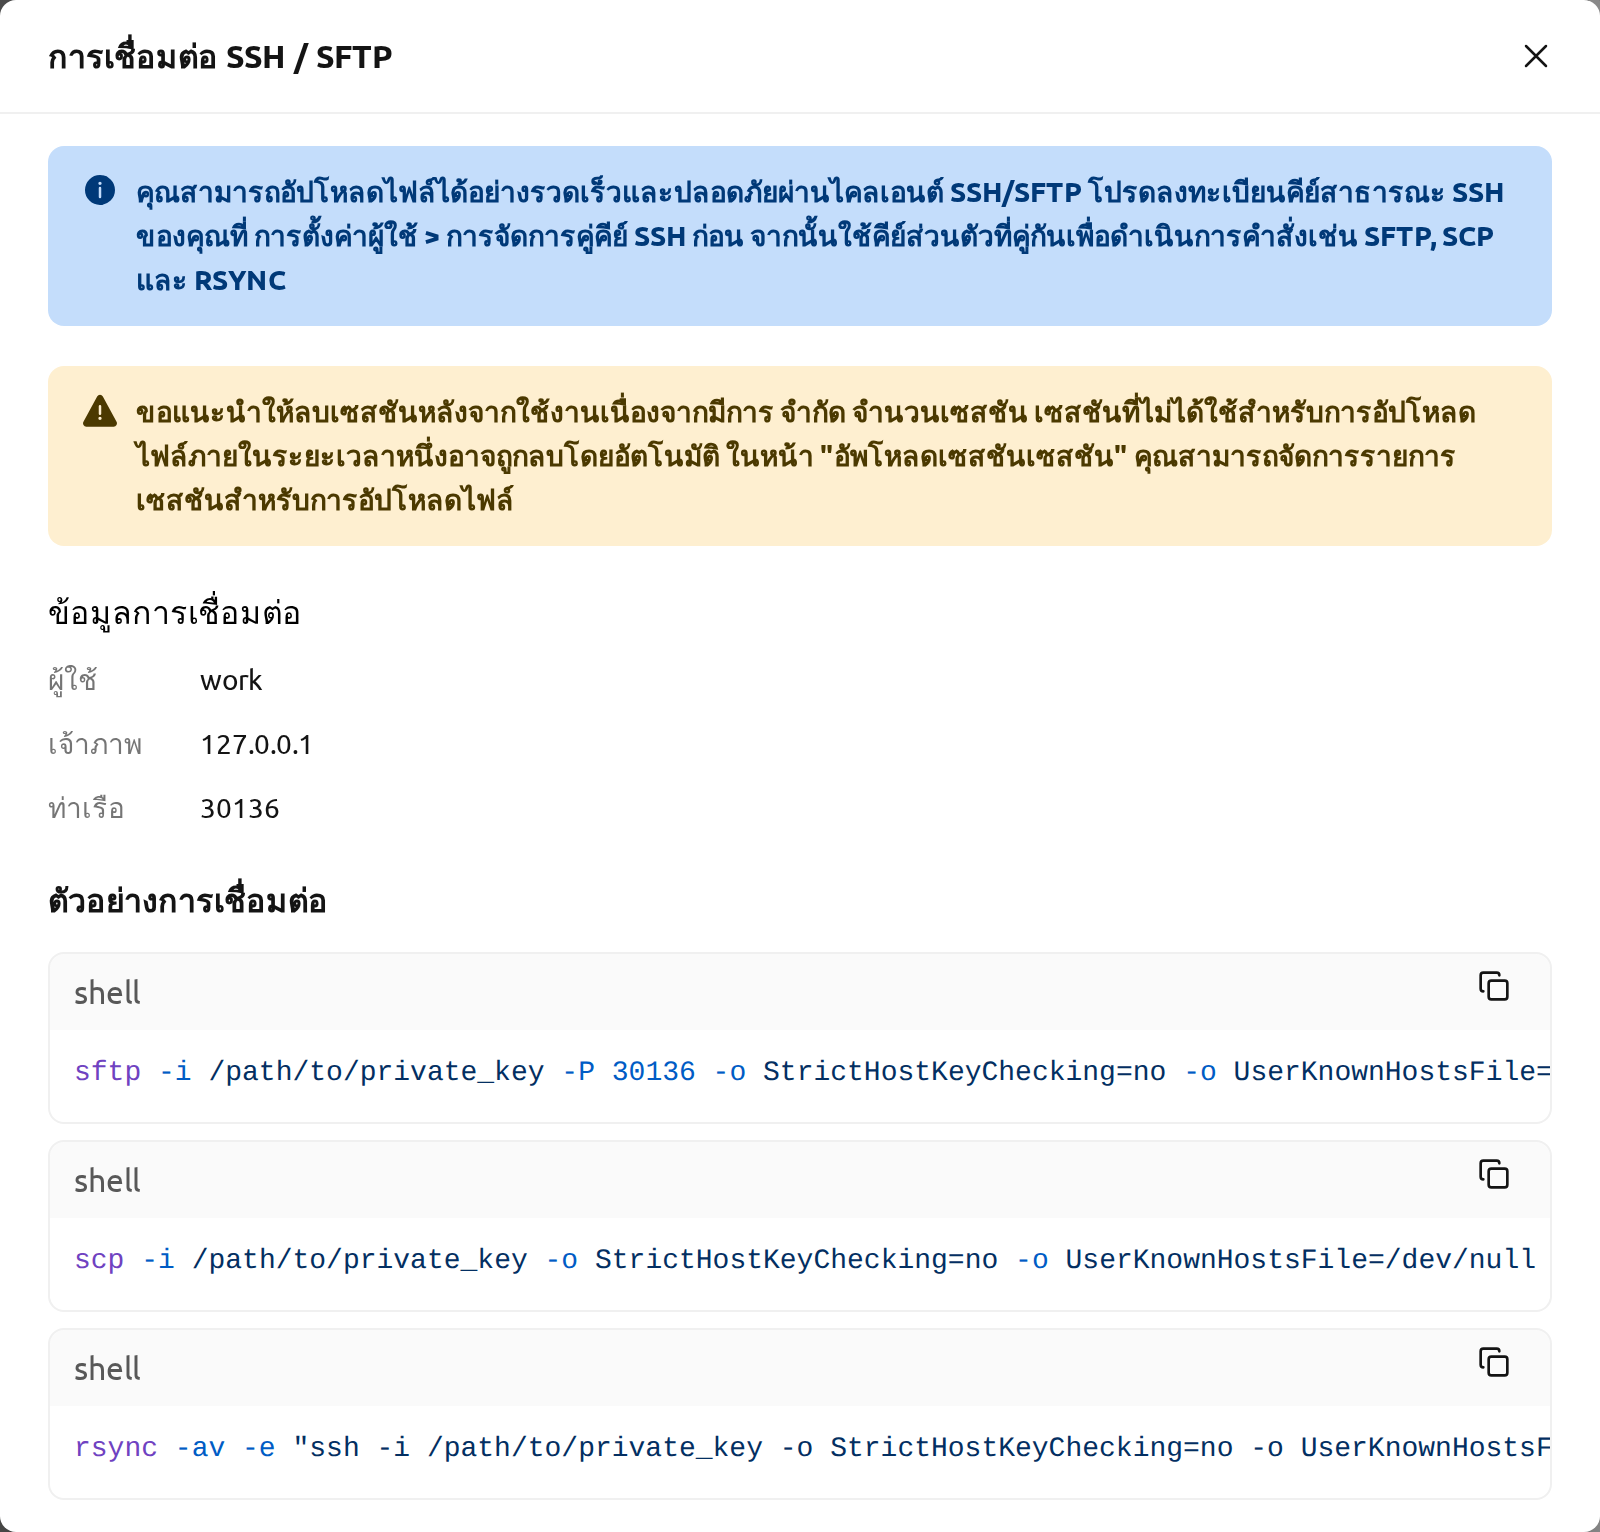 การเชื่อมต่อ SSH / SFTP
คุณสามารถอัปโหลดไฟล์ได้อย่างรวดเร็วและปลอดภัยผ่านไคลเอนต์ SSH/SFTP โปรดลงทะเบียนคีย์สาธารณะ SSH
ของคุณที่ การตั้งค่าผู้ใช้ > การจัดการคู่คีย์ SSH ก่อน จากนั้นใช้คีย์ส่วนตัวที่คู่กันเพื่อดำเนินการคำสั่งเช่น SFTP, SCP
และ RSYNC
ขอแนะนำให้ลบเซสชันหลังจากใช้งานเนื่องจากมีการ จำกัด จำนวนเซสชัน เซสชันที่ไม่ได้ใช้สำหรับการอัปโหลด
ไฟล์ภายในระยะเวลาหนึ่งอาจถูกลบโดยอัตโนมัติ ในหน้า "อัพโหลดเซสชันเซสชัน" คุณสามารถจัดการรายการ
เซสชันสำหรับการอัปโหลดไฟล์
ข้อมูลการเชื่อมต่อ
ผู้ใช้ work
เจ้าภาพ 127.0.0.1
ท่าเรือ 30136
ตัวอย่างการเชื่อมต่อ
shell
sftp -i /path/to/private_key -P 30136 -o StrictHostKeyChecking=no -o UserKnownHostsFile=
shell
scp -i /path/to/private_key -o StrictHostKeyChecking=no -o UserKnownHostsFile=/dev/null
shell
rsync -av -e "ssh -i /path/to/private_key -o StrictHostKeyChecking=no -o UserKnownHostsF